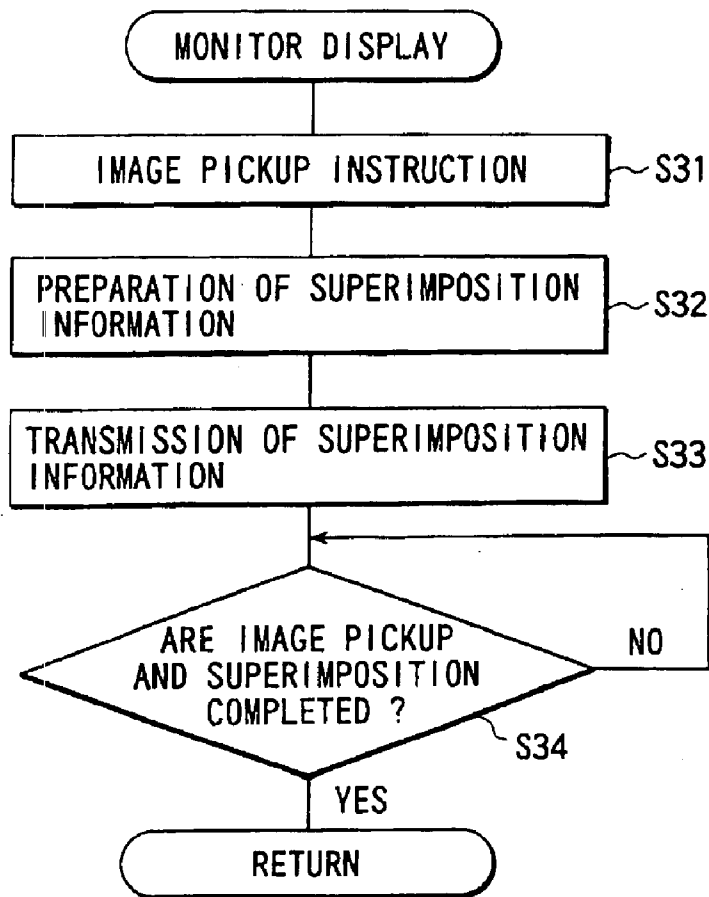 MONITOR DISPLAY
IMAGE PICKUP INSTRUCTION
S31
PREPARATION OF SUPERIMPOSITION
INFORMATION
S32
TRANSMISSION OF SUPERIMPOSITION
INFORMATION
S33
ARE IMAGE PICKUP
AND SUPERIMPOSITION
COMPLETED ?
NO
S34
YES
RETURN